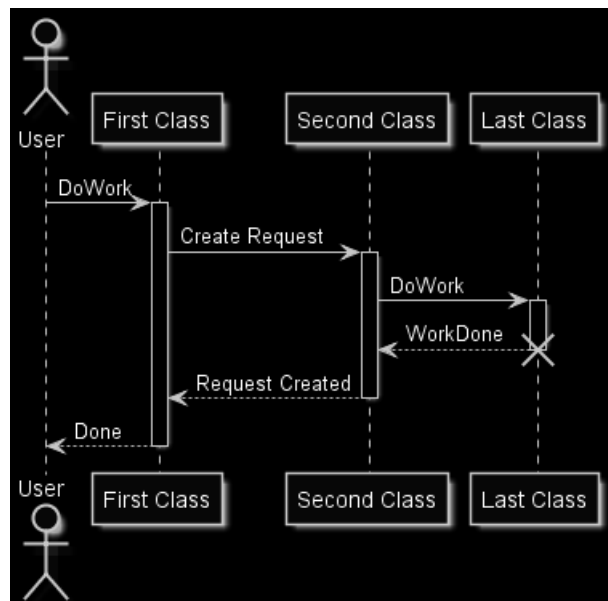 User
First Class
Second Class
Last Class
DoWork
Create Request
DoWork
WorkDone
Request Created
Done
User
First Class
Second Class
Last Class